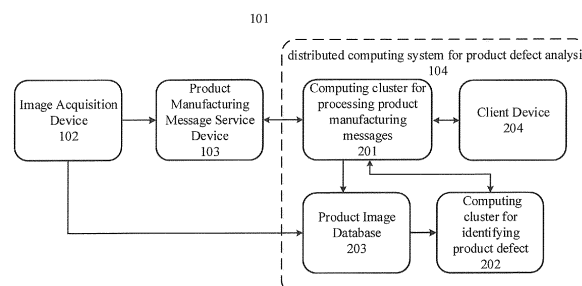 101
distributed computing system for product defect analysi
104
Image Acquisition
Device
102
Product
Manufacturing
Message Service
Device
103
Computing cluster for
processing product
manufacturing
messages
201
Client Device
204
Product Image
Database
203
Computing
cluster for
identifying
product defect
202